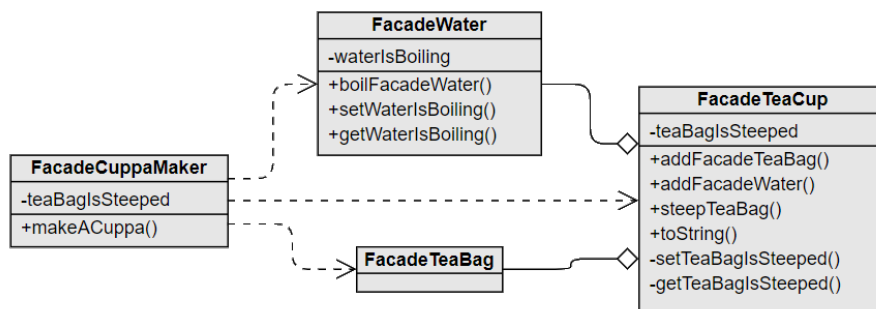 FacadeWater
-waterIsBoiling
+boilFacadeWater()
+setWaterIsBoiling()
+getWaterIsBoiling()
FacadeCuppaMaker
-teaBagIsSteeped
+makeACuppa()
FacadeTeaBag
FacadeTeaCup
-teaBagIsSteeped
+addFacadeTeaBag()
+addFacadeWater()
+steepTeaBag()
+toString()
-setTeaBagIsSteeped()
-getTeaBagIsSteeped()